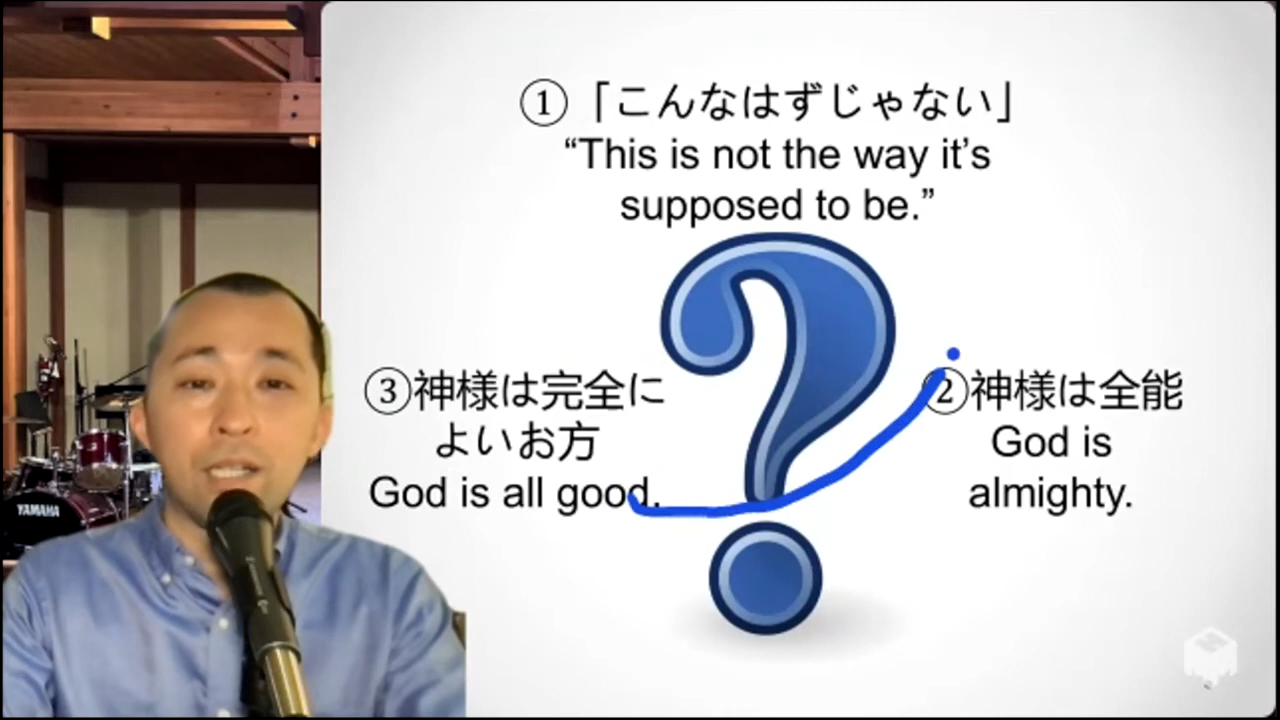 ①「こんなはずじゃない」
“This is not the way it’s
supposed to be.”
③神様は完全に
よいお方
God is all good.
②神様は全能
God is
almighty.
YAMAHA